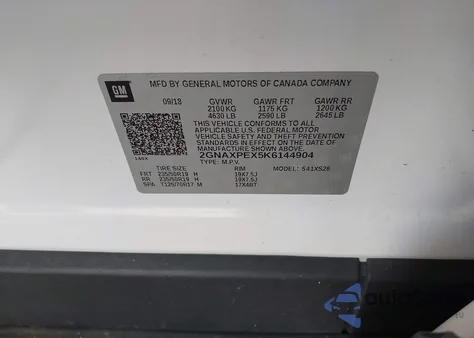 GM
MFD BY GENERAL MOTORS OF CANADA COMPANY
09/18 GVWR GAWR FRT GAWR RR
2100 KG 1175 KG 1200 KG
4630 LB 2590 LB 2645 LB
THIS VEHICLE CONFORMS TO ALL
APPLICABLE U.S. FEDERAL MOTOR
VEHICLE SAFETY AND THEFT PREVENTION
STANDARDS IN EFFECT ON THE DATE OF
MANUFACTURE SHOWN ABOVE.
2GNAXPEX5K6144904
TYPE: M.P.V.
TIRE SIZE RIM MODEL:
FRT 235/50R19 H 19X7.5J
RR 235/50R19 H 19X7.5J
SPA T125/70R17 M 17X4BT